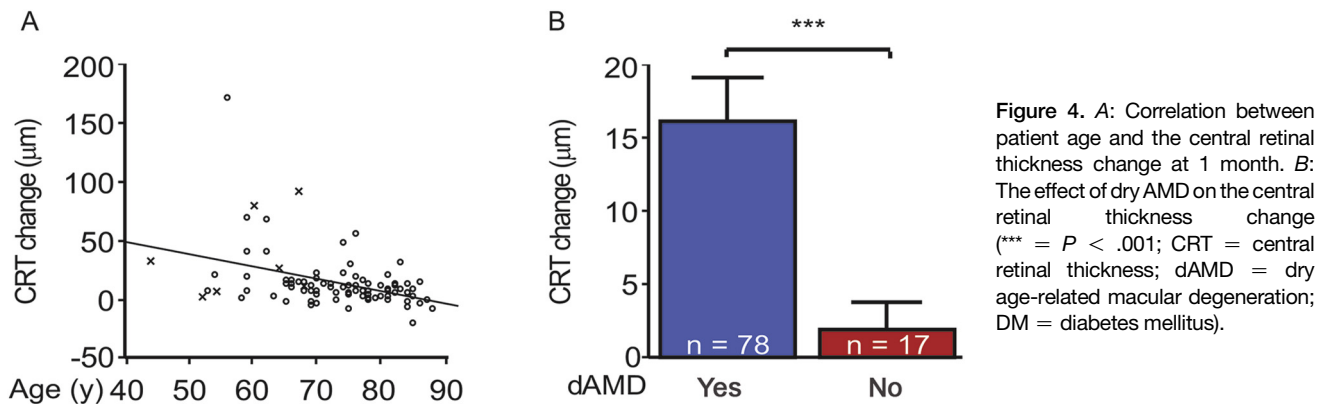 A
200
150
100
50
0
-50
CRT change (µm)
Age (y) 40 50 60 70 80 90
B
***
20
15
10
5
0
CRT change (µm)
n = 78 n = 17
dAMD Yes No
Figure 4. A: Correlation between
patient age and the central retinal
thickness change at 1 month. B:
The effect of dry AMD on the central
retinal thickness change
(*** = P < .001; CRT = central
retinal thickness; dAMD = dry
age-related macular degeneration;
DM = diabetes mellitus).